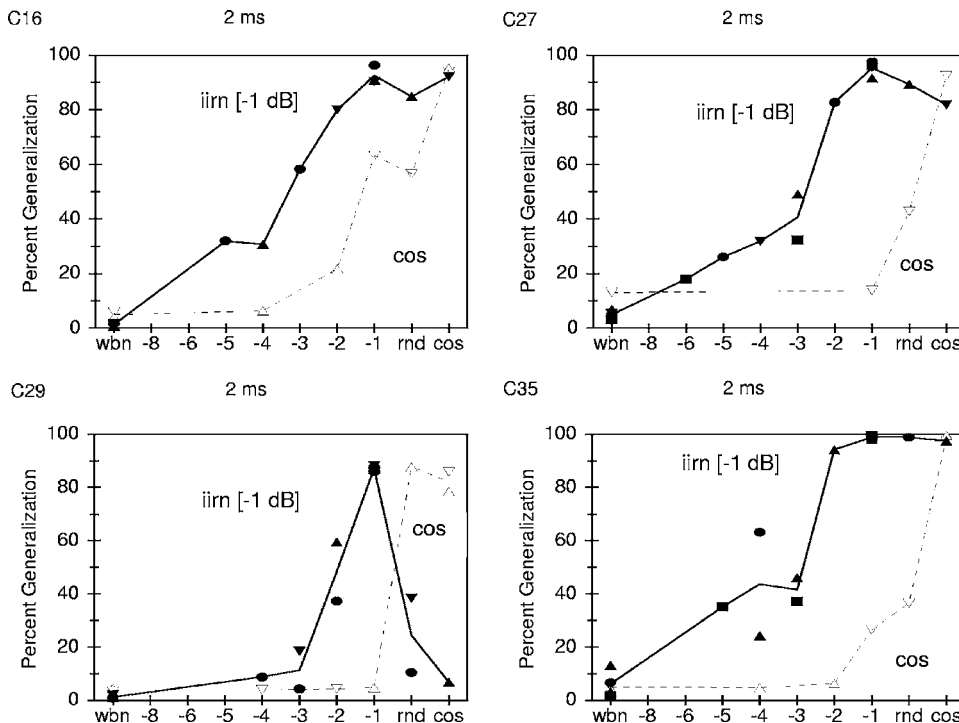 C16 2 ms
Percent Generalization
100
80
60
40
20
0
iirn [-1 dB]
cos
wbn -8 -5 -4 -3 -2 -1 rnd cos
C27 2 ms
Percent Generalization
100
80
60
40
20
0
iirn [-1 dB]
cos
wbn -8 -6 -5 -4 -3 -2 -1 rnd cos
C29 2 ms
Percent Generalization
100
80
60
40
20
0
iirn [-1 dB]
cos
wbn -8 -6 -5 -4 -3 -2 -1 rnd cos
C35 2 ms
Percent Generalization
100
80
60
40
20
0
iirn [-1 dB]
cos
wbn -8 -6 -5 -4 -3 -2 -1 rnd cos